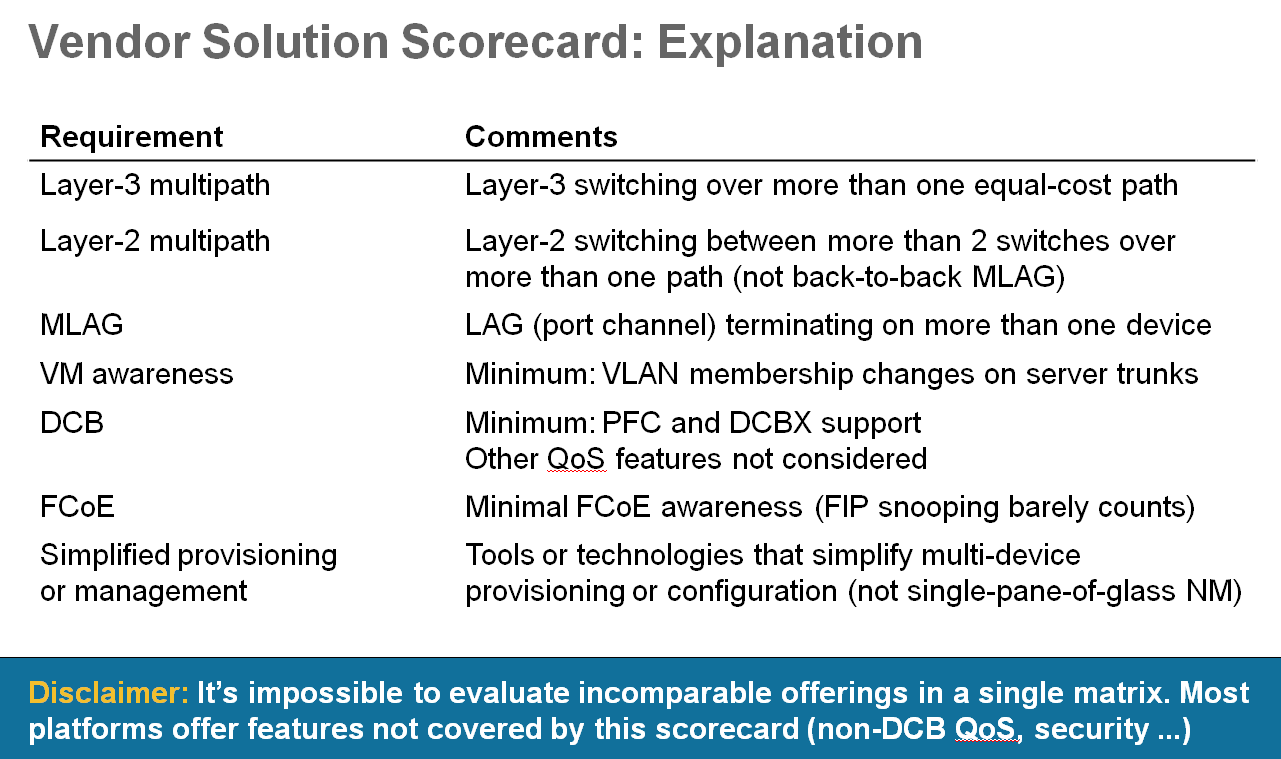 Vendor Solution Scorecard: Explanation
Requirement Comments
Layer-3 multipath Layer-3 switching over more than one equal-cost path
Layer-2 multipath Layer-2 switching between more than 2 switches over
more than one path (not back-to-back MLAG)
MLAG LAG (port channel) terminating on more than one device
VM awareness Minimum: VLAN membership changes on server trunks
DCB Minimum: PFC and DCBX support
Other QoS features not considered
FCoE Minimal FCoE awareness (FIP snooping barely counts)
Simplified provisioning Tools or technologies that simplify multi-device
or management provisioning or configuration (not single-pane-of-glass NM)
Disclaimer: It’s impossible to evaluate incomparable offerings in a single matrix. Most
platforms offer features not covered by this scorecard (non-DCB QoS, security ...)